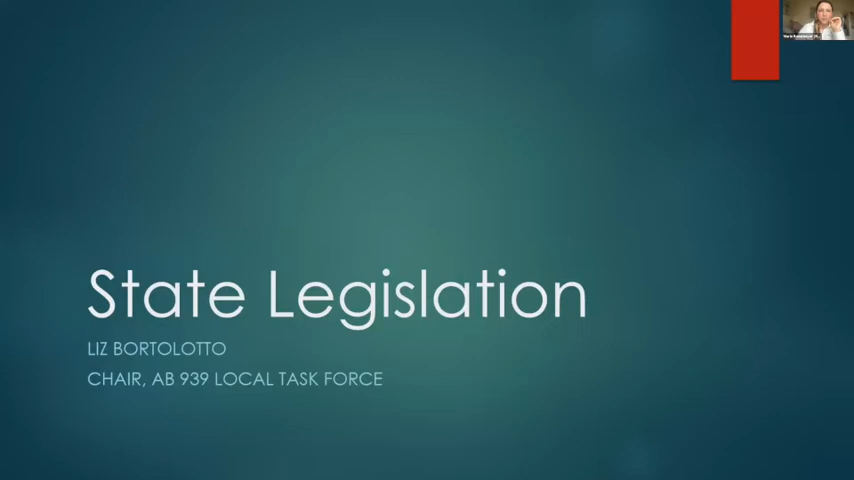 State Legislation
LIZ BORTOLOTTO
CHAIR, AB 939 LOCAL TASK FORCE